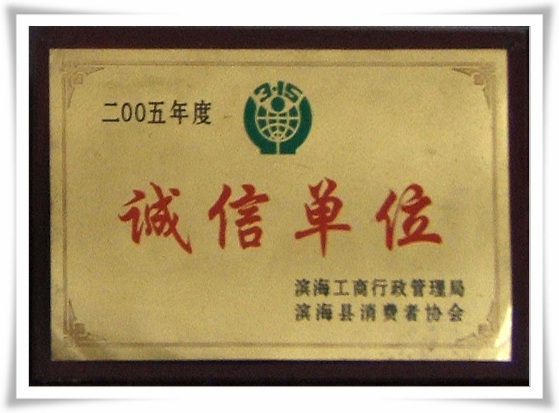 二00五年度
3·15
诚信单位
滨海工商行政管理局
滨海县消费者协会